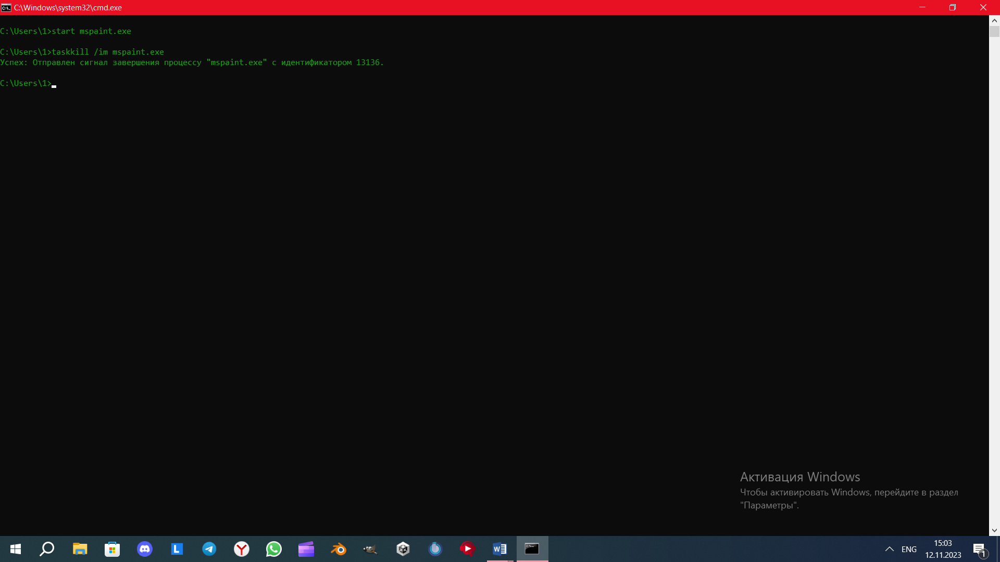 C:\Windows\system32\cmd.exe
C:\Users\1>start mspaint.exe
C:\Users\1>taskkill /im mspaint.exe
Успех: Отправлен сигнал завершения процессу "mspaint.exe" с идентификатором 13136.
C:\Users\1>
Активация Windows
Чтобы активировать Windows, перейдите в раздел
"Параметры".
ENG
15:03
12.11.2023
1